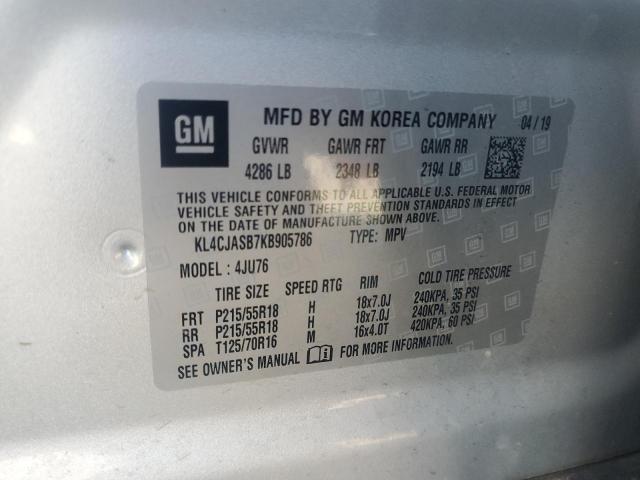 GM
MFD BY GM KOREA COMPANY 04/19
GVWR GAWR FRT GAWR RR
4286 LB 2348 LB 2194 LB
THIS VEHICLE CONFORMS TO ALL APPLICABLE U.S. FEDERAL MOTOR
VEHICLE SAFETY AND THEFT PREVENTION STANDARDS IN EFFECT
ON THE DATE OF MANUFACTURE SHOWN ABOVE.
KL4CJASB7KB905786 TYPE: MPV
MODEL: 4JU76
TIRE SIZE SPEED RTG RIM COLD TIRE PRESSURE
FRT P215/55R18 H 18x7.0J 240KPA, 35 PSI
RR P215/55R18 H 18x7.0J 240KPA, 35 PSI
SPA T125/70R16 M 16x4.0T 420KPA, 60 PSI
SEE OWNER'S MANUAL FOR MORE INFORMATION.